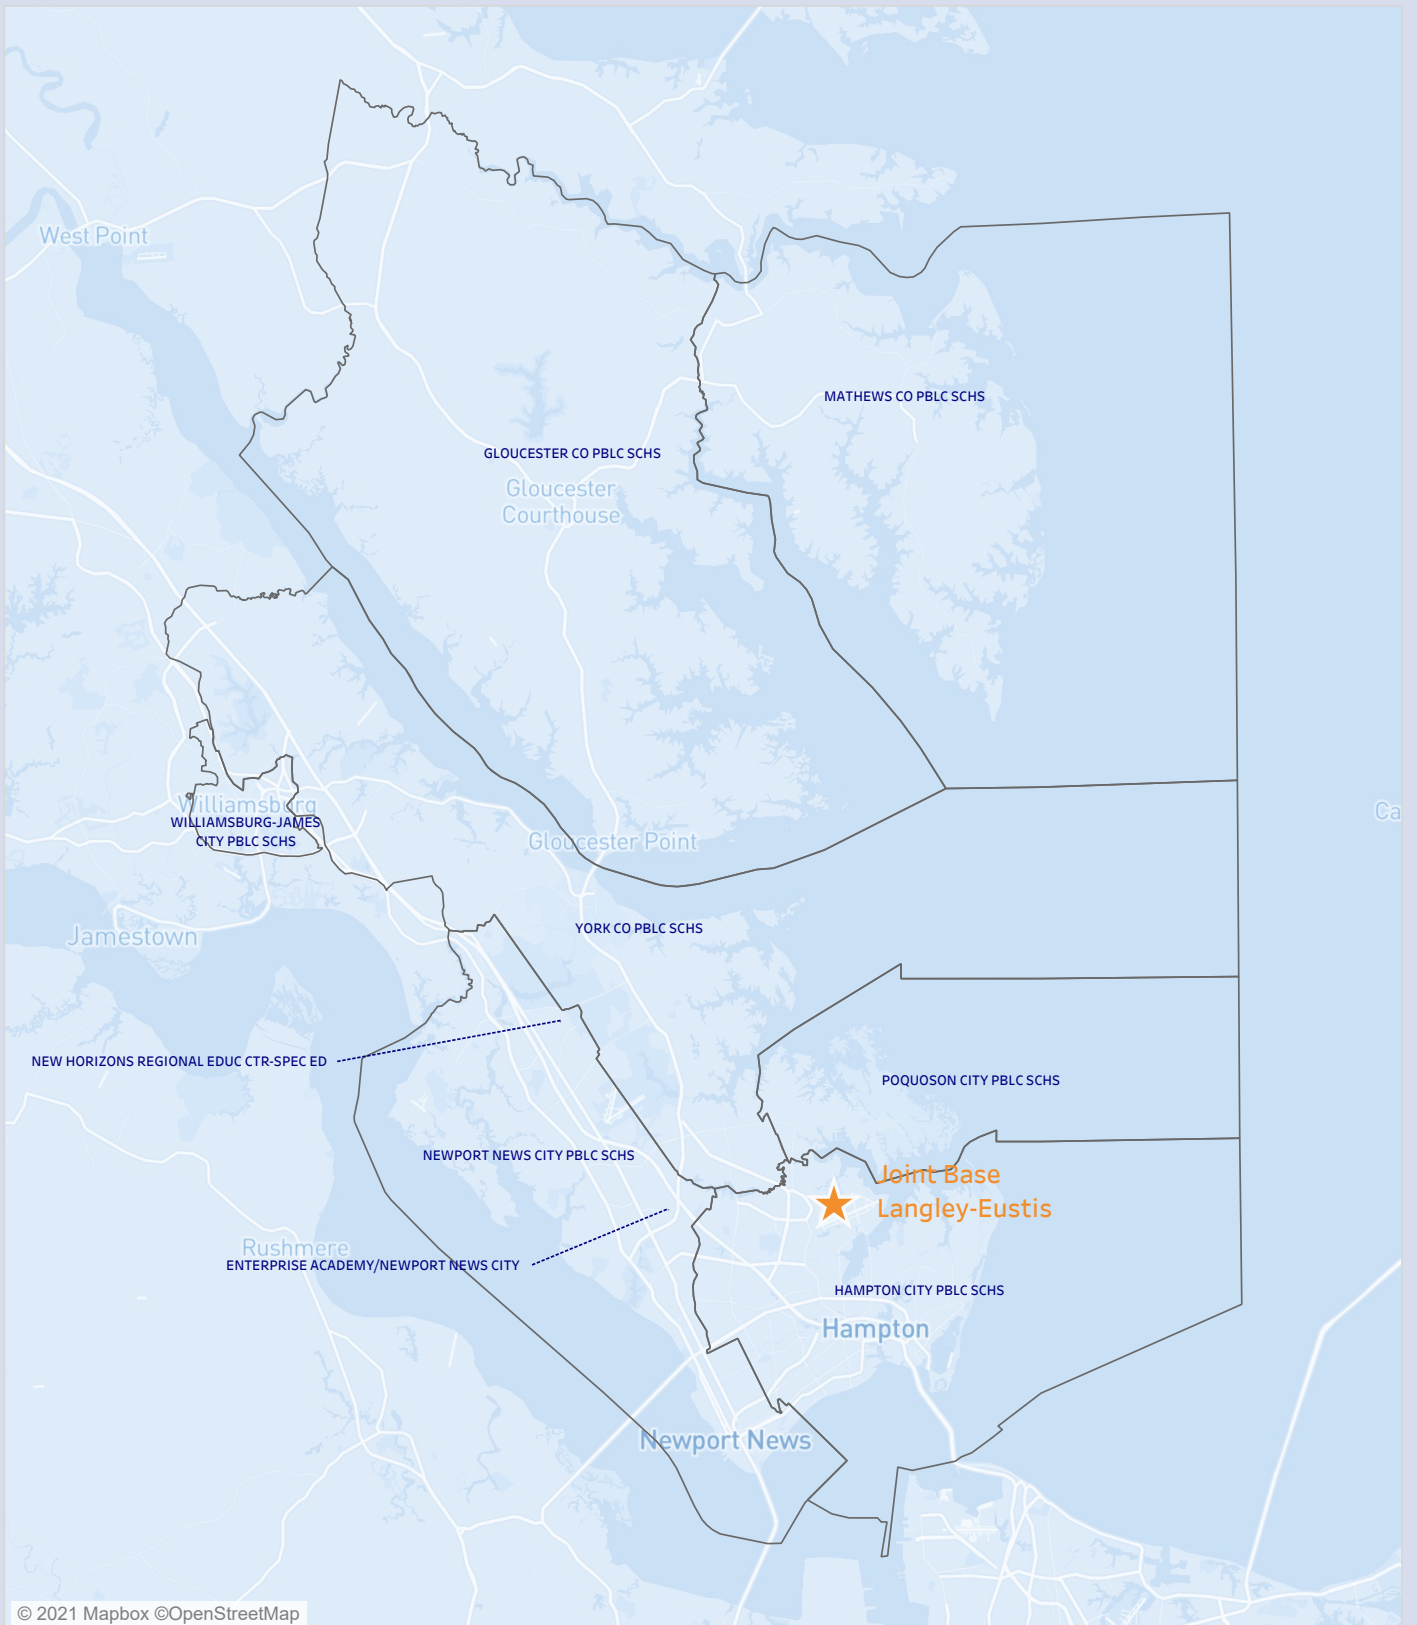 West Point
MATHEWS CO PBLC SCHS
GLOUCESTER CO PBLC SCHS
Gloucester
Courthouse
Williamsburg
WILLIAMSBURG-JAMES
CITY PBLC SCHS
Ca
Gloucester Point
YORK CO PBLC SCHS
Jamestown
NEW HORIZONS REGIONAL EDUC CTR-SPEC ED
POQUOSON CITY PBLC SCHS
NEWPORT NEWS CITY PBLC SCHS
Joint Base
Langley-Eustis
Rushmere
ENTERPRISE ACADEMY/NEWPORT NEWS CITY
HAMPTON CITY PBLC SCHS
Hampton
Newport News
© 2021 Mapbox ©OpenStreetMap